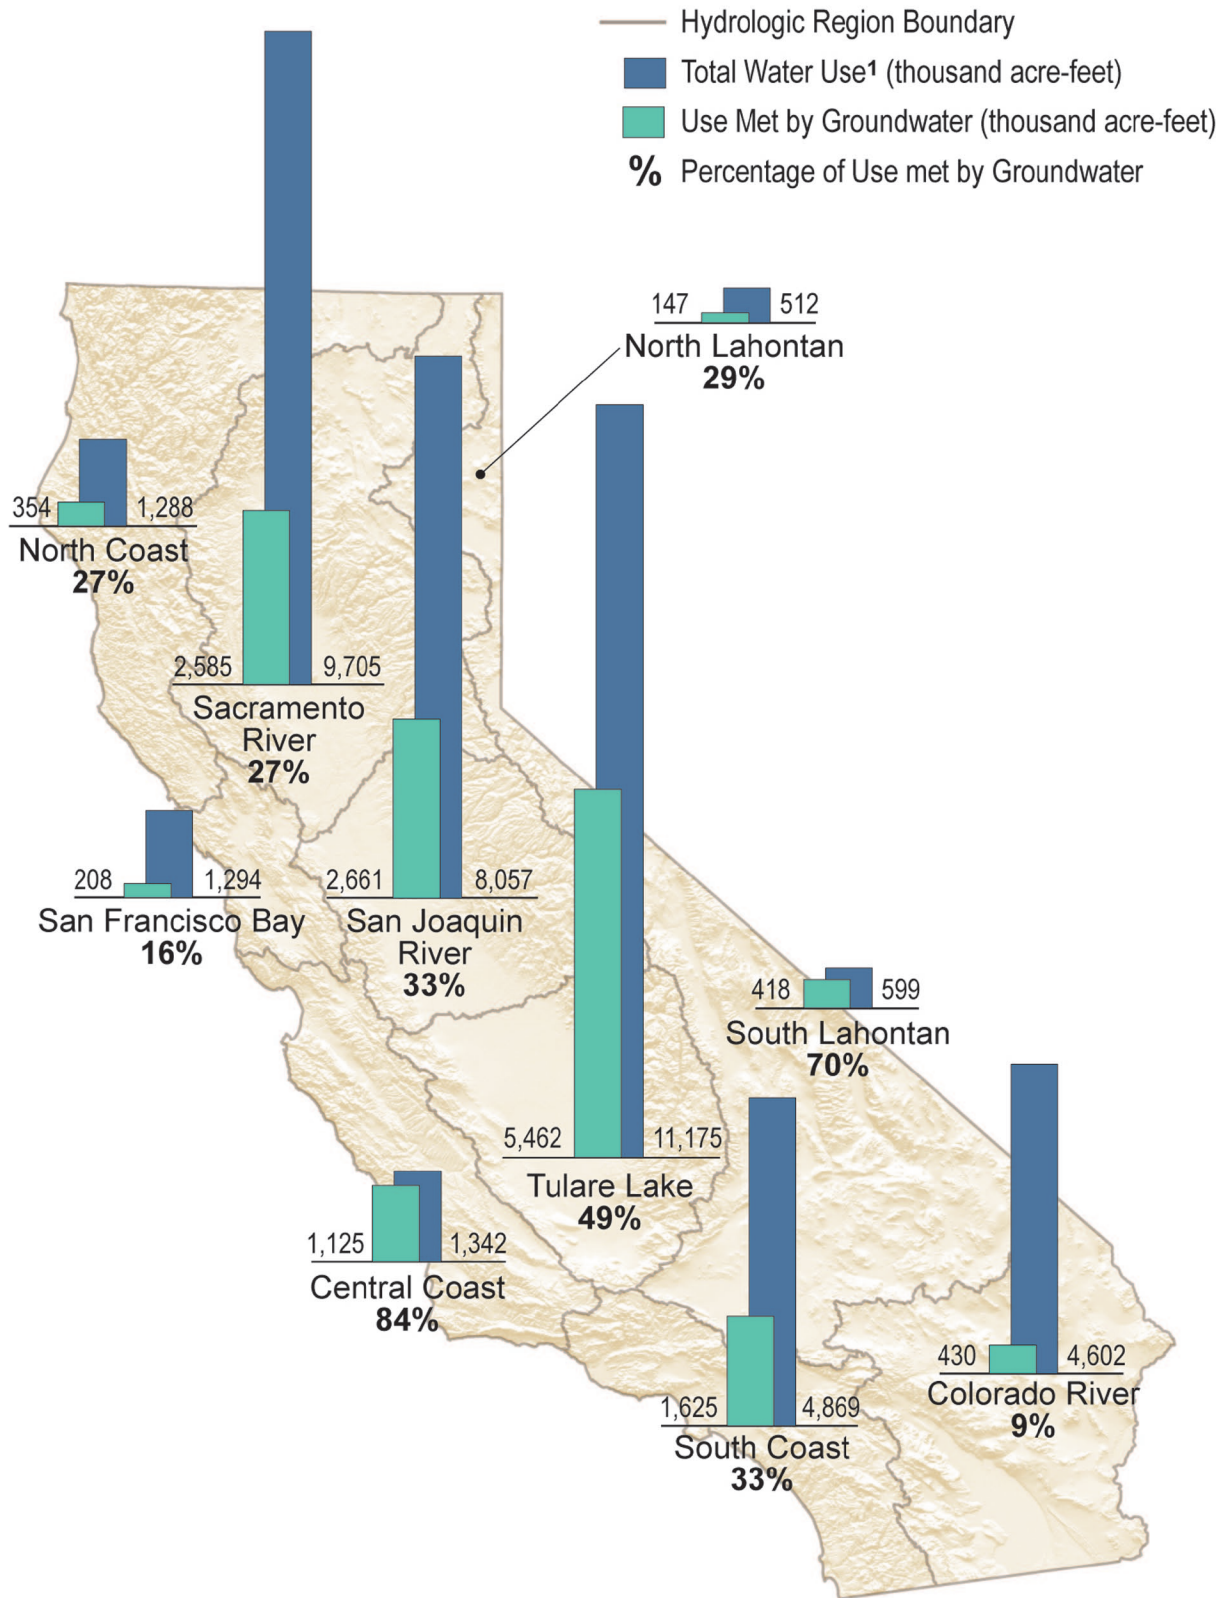 Hydrologic Region Boundary
Total Water Use¹ (thousand acre-feet)
Use Met by Groundwater (thousand acre-feet)
% Percentage of Use met by Groundwater
147 512
North Lahontan
29%
354 1,288
North Coast
27%
2,585 9,705
Sacramento
River
27%
208 1,294
San Francisco Bay
16%
2,661 8,057
San Joaquin
River
33%
418 599
South Lahontan
70%
5,462 11,175
Tulare Lake
49%
1,125 1,342
Central Coast
84%
430 4,602
Colorado River
9%
1,625 4,869
South Coast
33%